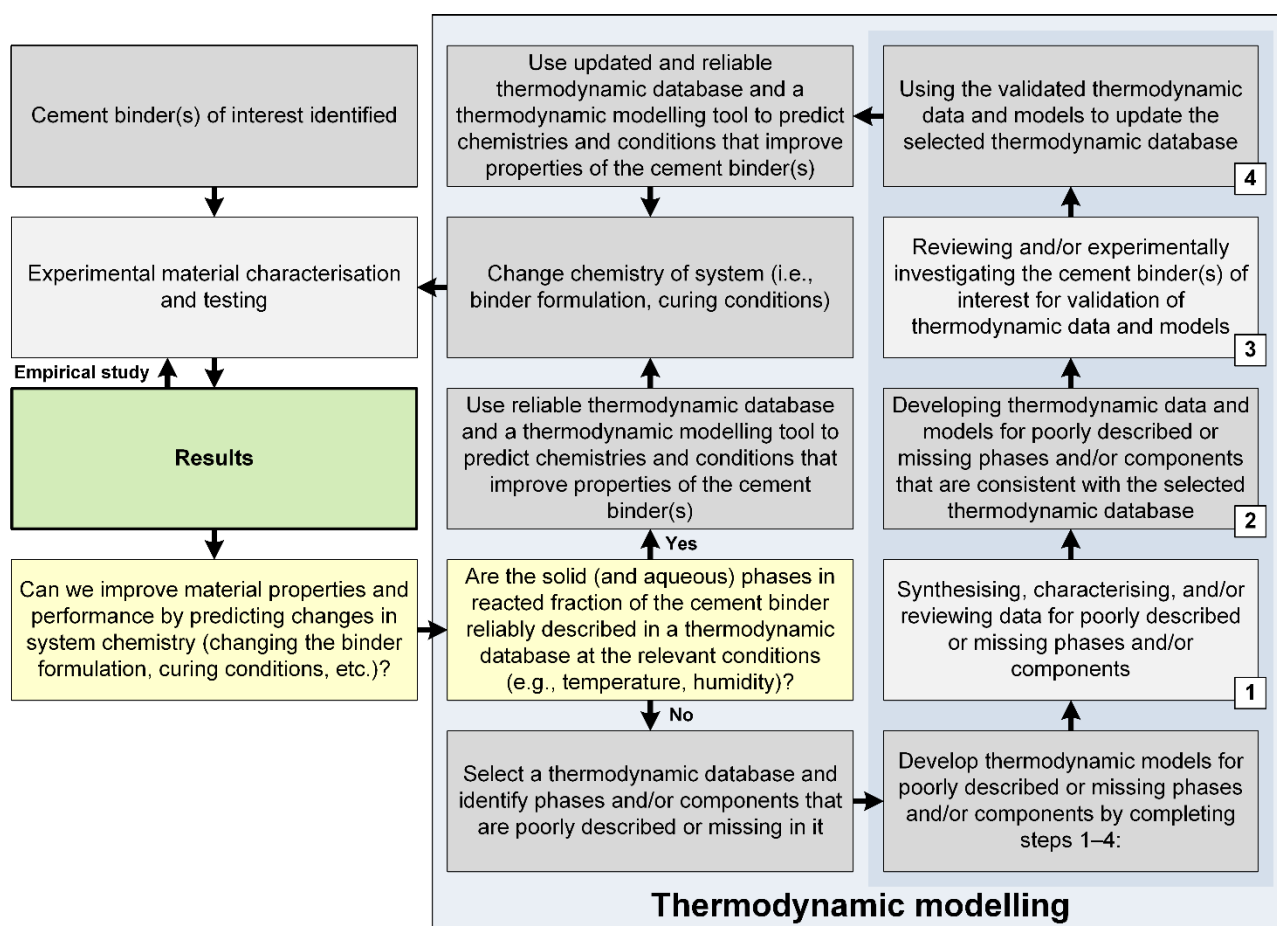 Cement binder(s) of interest identified
Experimental material characterisation
and testing
Empirical study
Results
Can we improve material properties and
performance by predicting changes in
system chemistry (changing the binder
formulation, curing conditions, etc.)?
Use updated and reliable
thermodynamic database and a
thermodynamic modelling tool to predict
chemistries and conditions that improve
properties of the cement binder(s)
Change chemistry of system (i.e.,
binder formulation, curing conditions)
Use reliable thermodynamic database
and a thermodynamic modelling tool to
predict chemistries and conditions that
improve properties of the cement
binder(s)
Yes
Are the solid (and aqueous) phases in
reacted fraction of the cement binder
reliably described in a thermodynamic
database at the relevant conditions
(e.g., temperature, humidity)?
No
Select a thermodynamic database and
identify phases and/or components that
are poorly described or missing in it
Using the validated thermodynamic
data and models to update the
selected thermodynamic database
4
Reviewing and/or experimentally
investigating the cement binder(s) of
interest for validation of
thermodynamic data and models
3
Developing thermodynamic data and
models for poorly described or
missing phases and/or components
that are consistent with the selected
thermodynamic database
2
Synthesising, characterising, and/or
reviewing data for poorly described
or missing phases and/or
components
1
Develop thermodynamic models for
poorly described or missing phases
and/or components by completing
steps 1–4:
Thermodynamic modelling